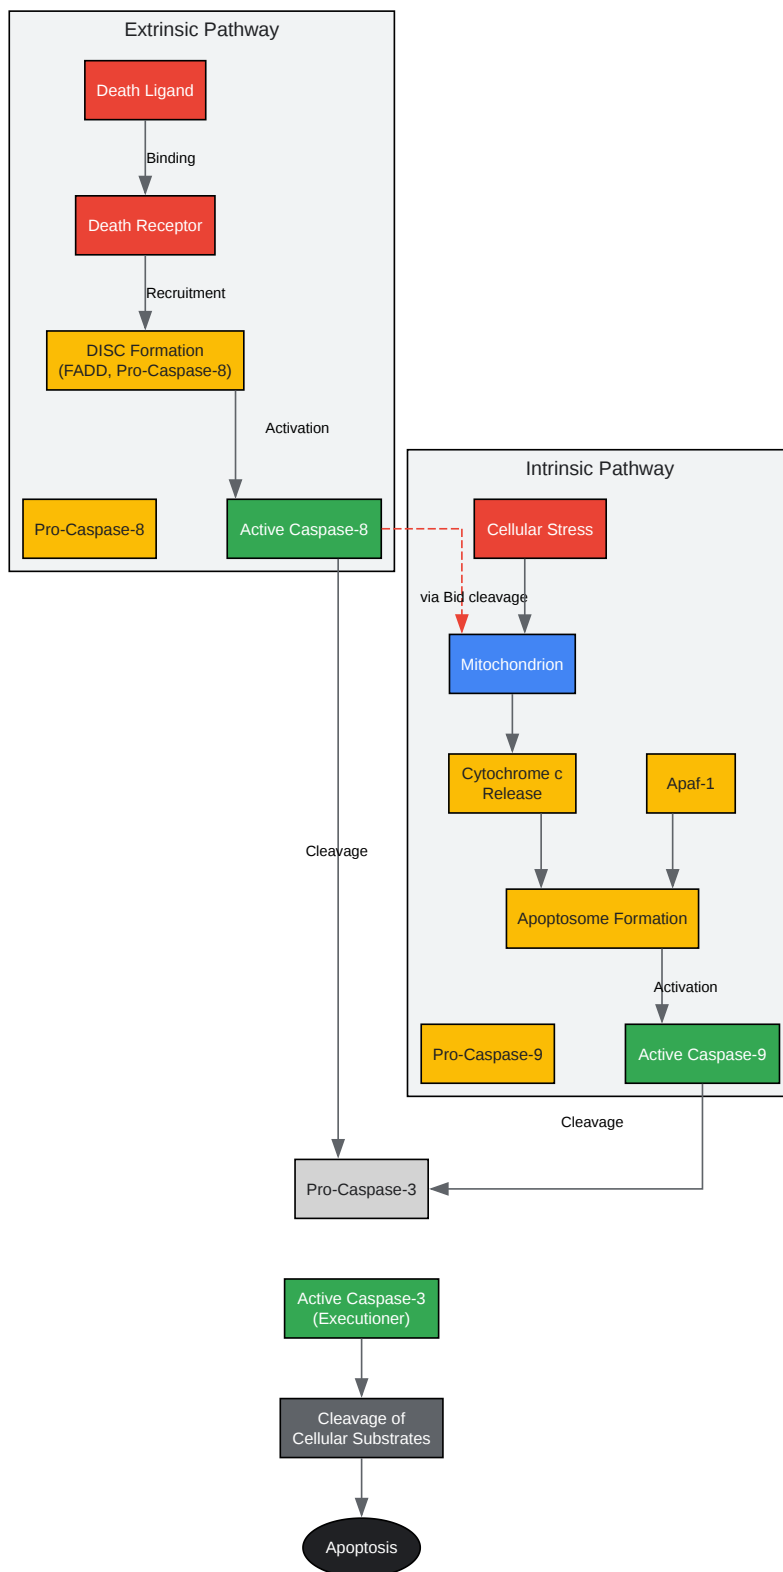 Extrinsic Pathway
Death Ligand
Binding
Death Receptor
Recruitment
DISC Formation
(FADD, Pro-Caspase-8)
Activation
Pro-Caspase-8
Active Caspase-8
Intrinsic Pathway
Cellular Stress
via Bid cleavage
Mitochondrion
Cytochrome c
Release
Apaf-1
Cleavage
Apoptosome Formation
Activation
Pro-Caspase-9
Active Caspase-9
Cleavage
Pro-Caspase-3
Active Caspase-3
(Executioner)
Cleavage of
Cellular Substrates
Apoptosis